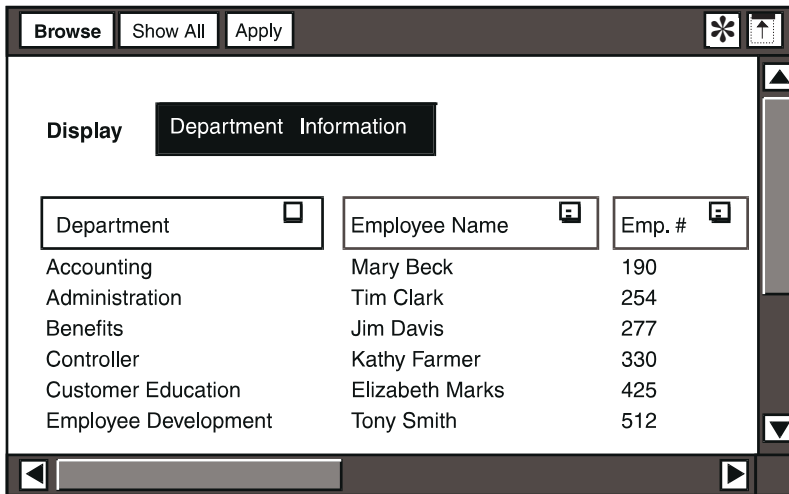 Browse Show All Apply
Display Department Information
Department Employee Name Emp. #
Accounting Mary Beck 190
Administration Tim Clark 254
Benefits Jim Davis 277
Controller Kathy Farmer 330
Customer Education Elizabeth Marks 425
Employee Development Tony Smith 512